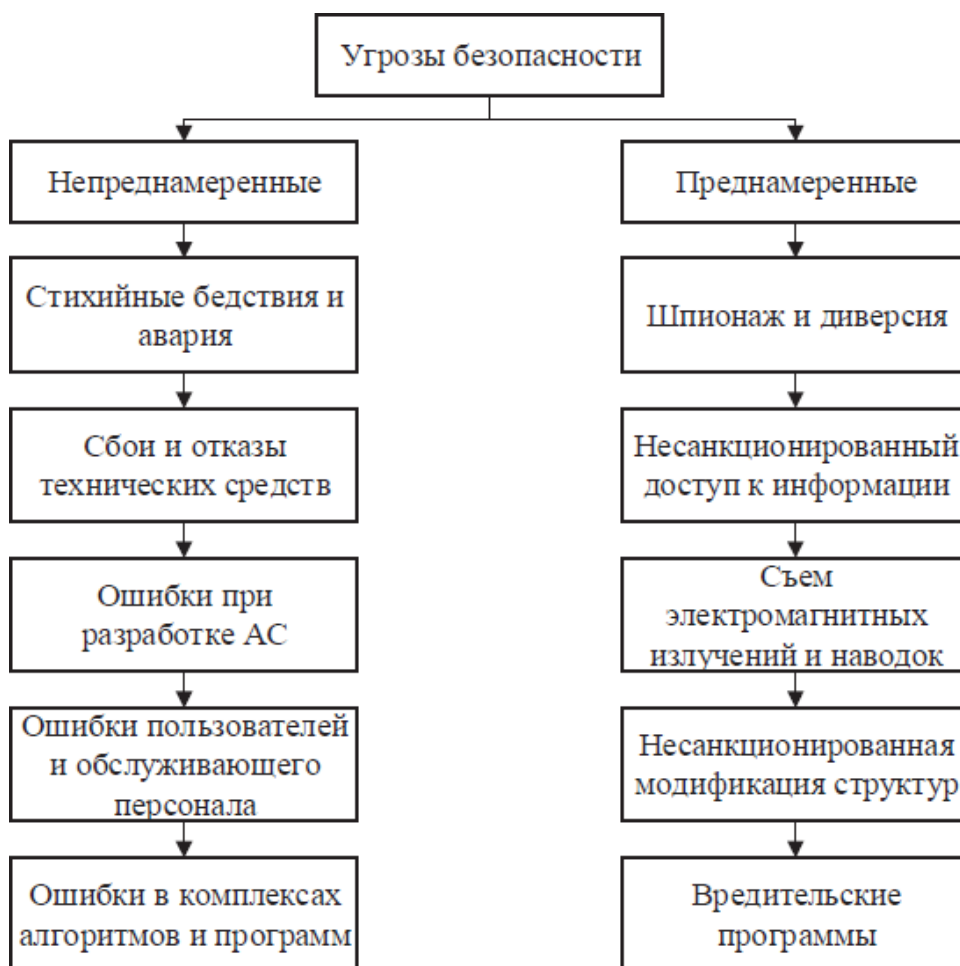 Угрозы безопасности
Непреднамеренные
Стихийные бедствия и
авария
Сбои и отказы
технических средств
Ошибки при
разработке АС
Ошибки пользователей
и обслуживающего
персонала
Ошибки в комплексах
алгоритмов и программ
Преднамеренные
Шпионаж и диверсия
Несанкционированный
доступ к информации
Съем
электромагнитных
излучений и наводок
Несанкционированная
модификация структур
Вредительские
программы